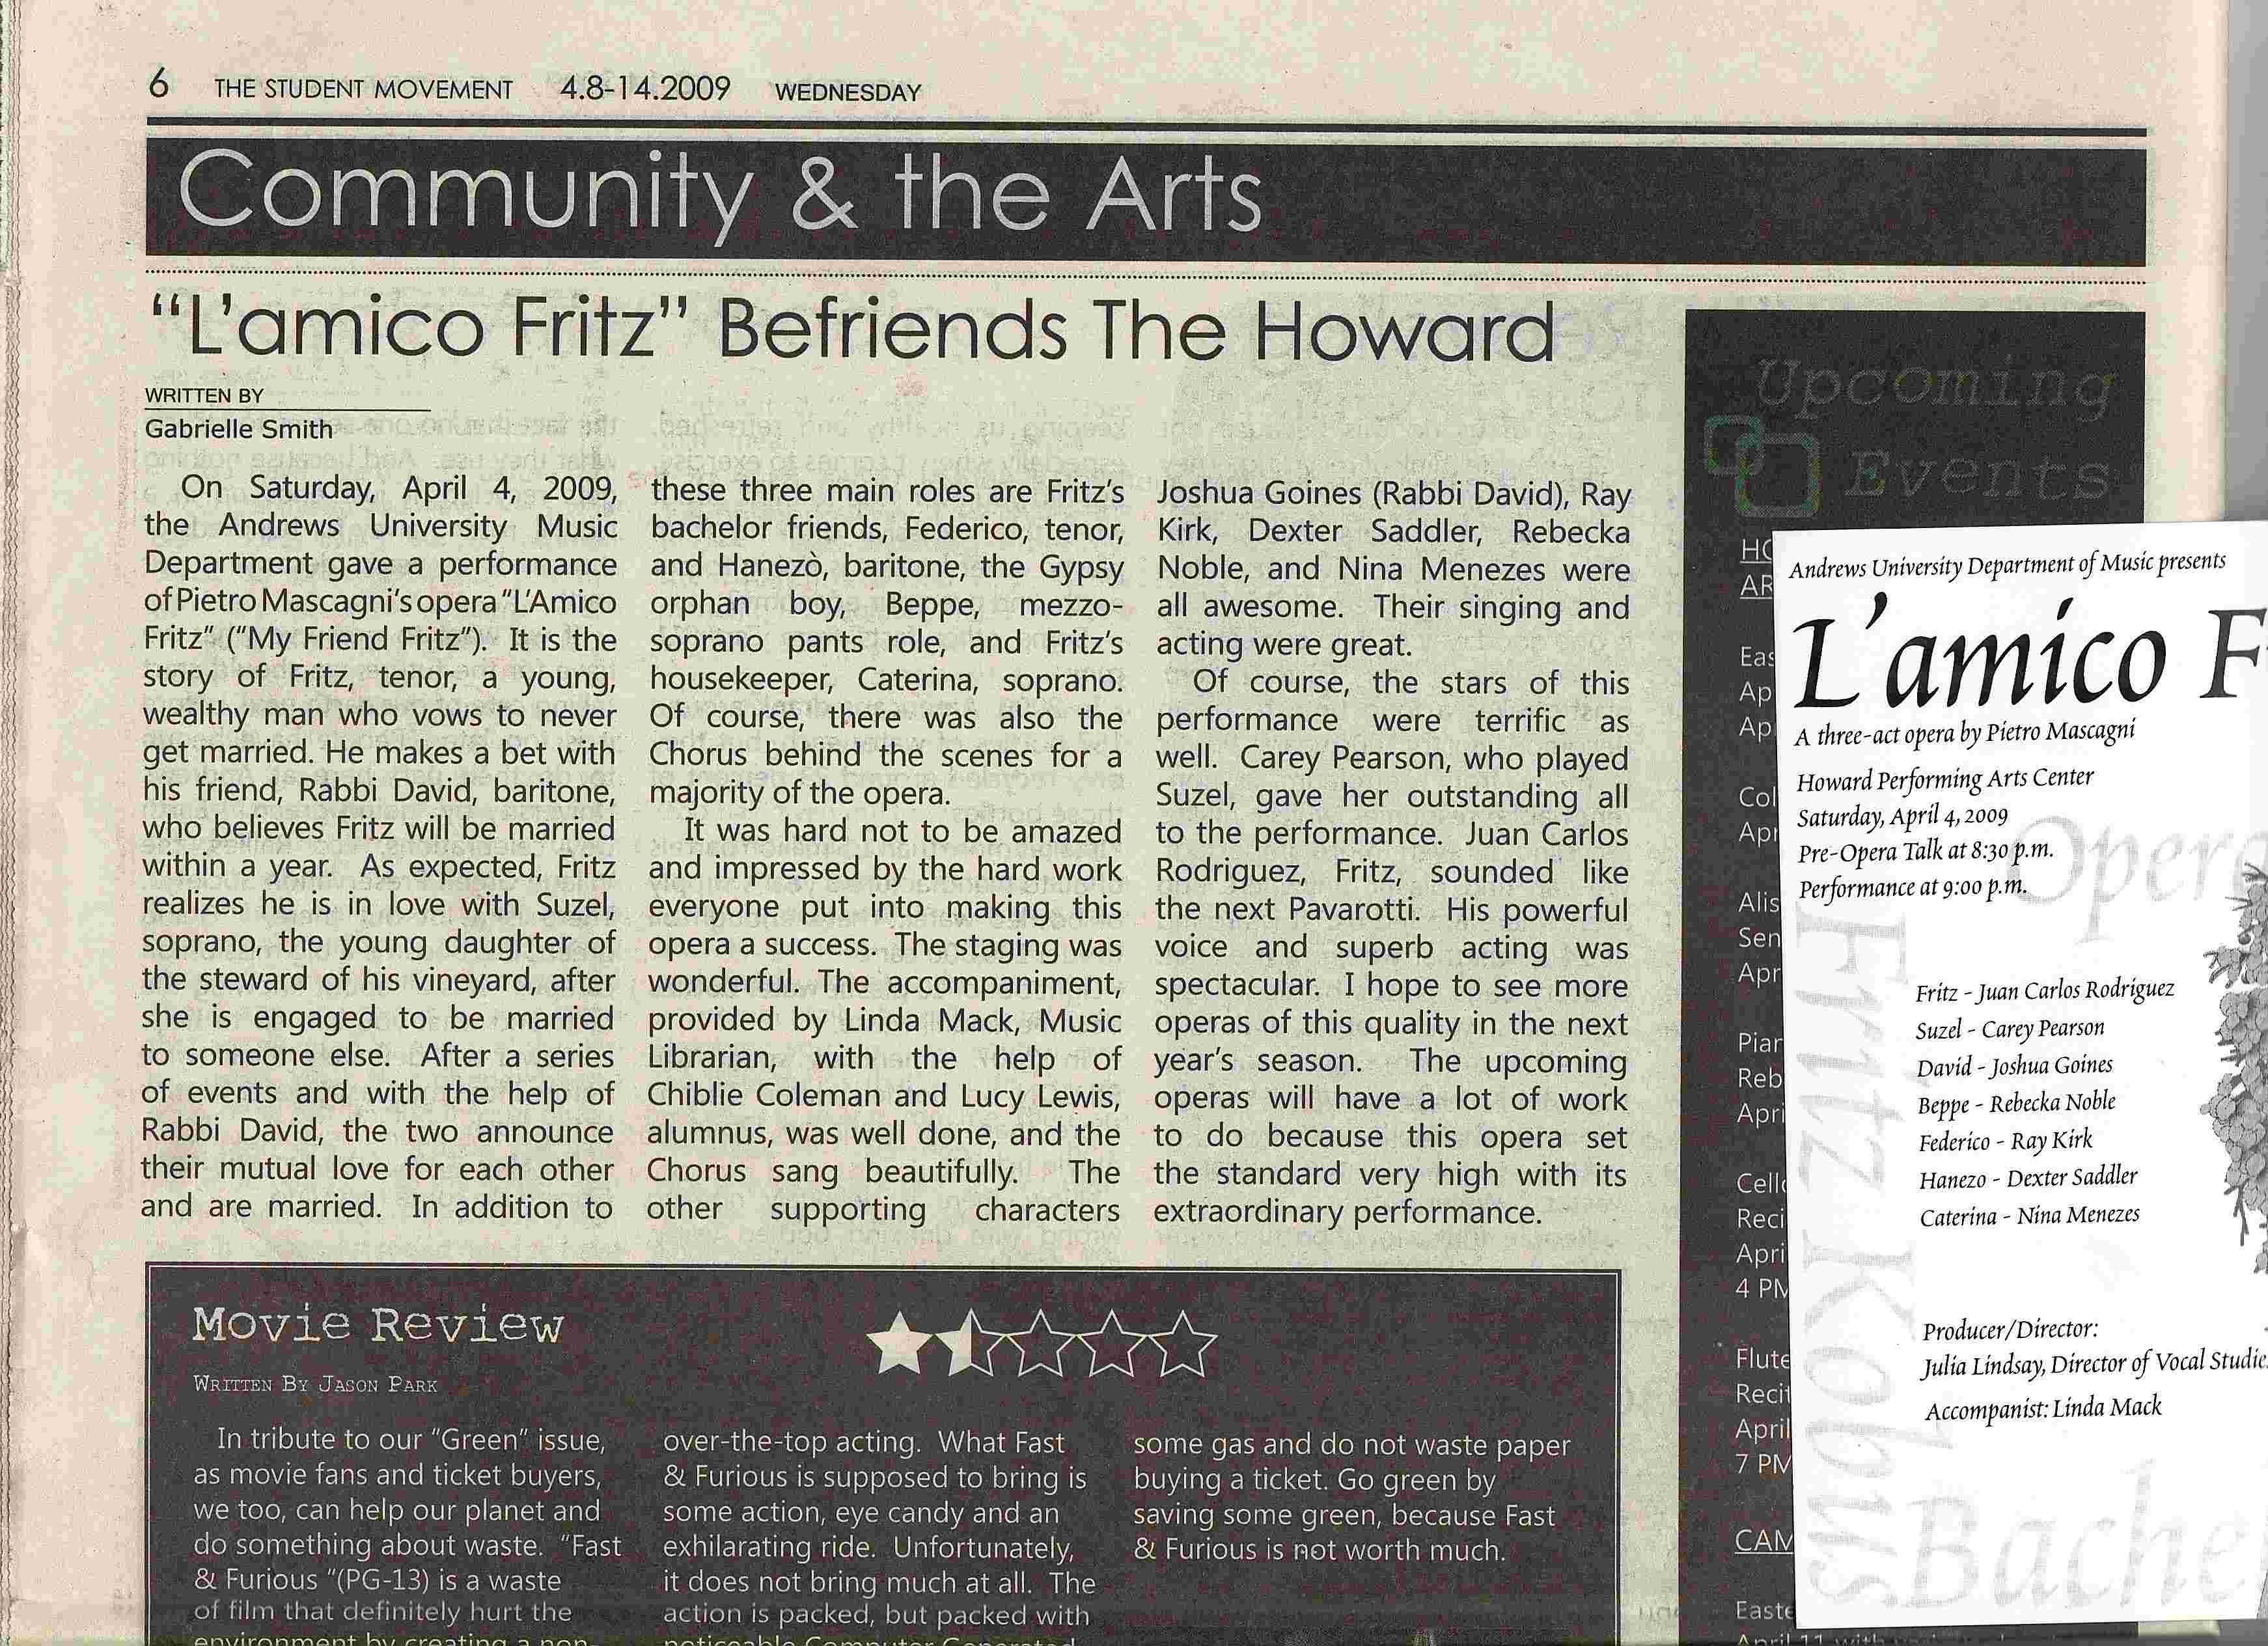 6 THE STUDENT MOVEMENT 4.8-14.2009 WEDNESDAY
Community & the Arts
"L'amico Fritz" Befriends The Howard
WRITTEN BY
Gabrielle Smith
On Saturday, April 4, 2009,
the Andrews University Music
Department gave a performance
of Pietro Mascagni's opera "L'Amico
Fritz" ("My Friend Fritz"). It is the
story of Fritz, tenor, a young,
wealthy man who vows to never
get married. He makes a bet with
his friend, Rabbi David, baritone,
who believes Fritz will be married
within a year. As expected, Fritz
realizes he is in love with Suzel,
soprano, the young daughter of
the steward of his vineyard, after
she is engaged to be married
to someone else. After a series
of events and with the help of
Rabbi David, the two announce
their mutual love for each other
and are married. In addition to
these three main roles are Fritz's
bachelor friends, Federico, tenor,
and Hanezò, baritone, the Gypsy
orphan boy, Beppe, mezzo-
soprano pants role, and Fritz's
housekeeper, Caterina, soprano.
Of course, there was also the
Chorus behind the scenes for a
majority of the opera.
It was hard not to be amazed
and impressed by the hard work
everyone put into making this
opera a success. The staging was
wonderful. The accompaniment,
provided by Linda Mack, Music
Librarian, with the help of
Chiblie Coleman and Lucy Lewis,
alumnus, was well done, and the
Chorus sang beautifully. The
other supporting characters
Joshua Goines (Rabbi David), Ray
Kirk, Dexter Saddler, Rebecka
Noble, and Nina Menezes were
all awesome. Their singing and
acting were great.
Of course, the stars of this
performance were terrific as
well. Carey Pearson, who played
Suzel, gave her outstanding all
to the performance. Juan Carlos
Rodriguez, Fritz, sounded like
the next Pavarotti. His powerful
voice and superb acting was
spectacular. I hope to see more
operas of this quality in the next
year's season. The upcoming
operas will have a lot of work
to do because this opera set
the standard very high with its
extraordinary performance.
Movie Review
WRITTEN BY JASON PARK
In tribute to our "Green" issue,
as movie fans and ticket buyers,
we too, can help our planet and
do something about waste. "Fast
& Furious "(PG-13) is a waste
of film that definitely hurt the
environment by creating a non-
over-the-top acting. What Fast
& Furious is supposed to bring is
some action, eye candy and an
exhilarating ride. Unfortunately,
it does not bring much at all. The
action is packed, but packed with
noticeable Computer Generated
some gas and do not waste paper
buying a ticket. Go green by
saving some green, because Fast
& Furious is not worth much.
Upcoming
Events
HO
AR
Eas
Ap
Ap
Col
Apr
Alis
Sen
Apr
Pian
Reb
Apri
Cello
Reci
Apri
4 PM
Flute
Recit
April
7 PM
CAM
Easte
April 11 with
Andrews University Department of Music presents
L'amico F
A three-act opera by Pietro Mascagni
Howard Performing Arts Center
Saturday, April 4, 2009
Pre-Opera Talk at 8:30 p.m.
Performance at 9:00 p.m.
Opera
Fritz Kobus
Fritz - Juan Carlos Rodriguez
Suzel - Carey Pearson
David - Joshua Goines
Beppe - Rebecka Noble
Federico - Ray Kirk
Hanezo - Dexter Saddler
Caterina - Nina Menezes
Producer/Director:
Julia Lindsay, Director of Vocal Studie
Accompanist: Linda Mack
Bache